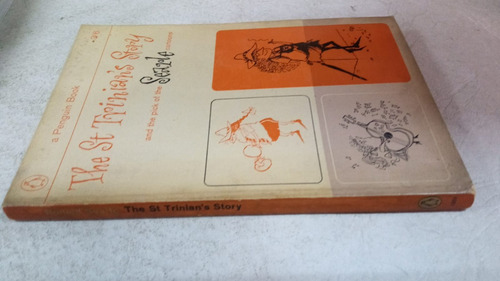 a Penguin Book
The St Trinian's Story
and the pick of the Searle
The St Trinian's Story